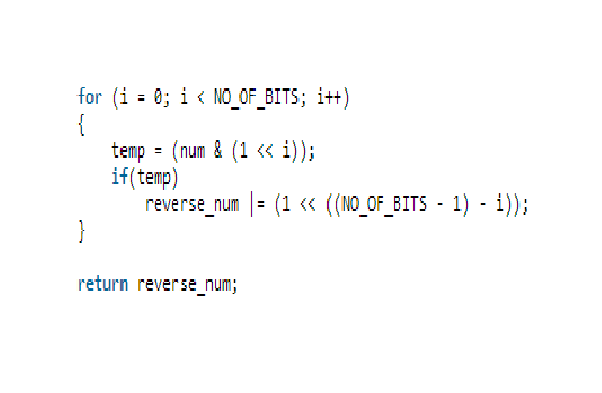 for (i = 0; i < NO_OF_BITS; i++)
{
temp = (num & (1 << i));
if(temp)
reverse_num |= (1 << ((NO_OF_BITS - 1) - i));
}
return reverse_num;